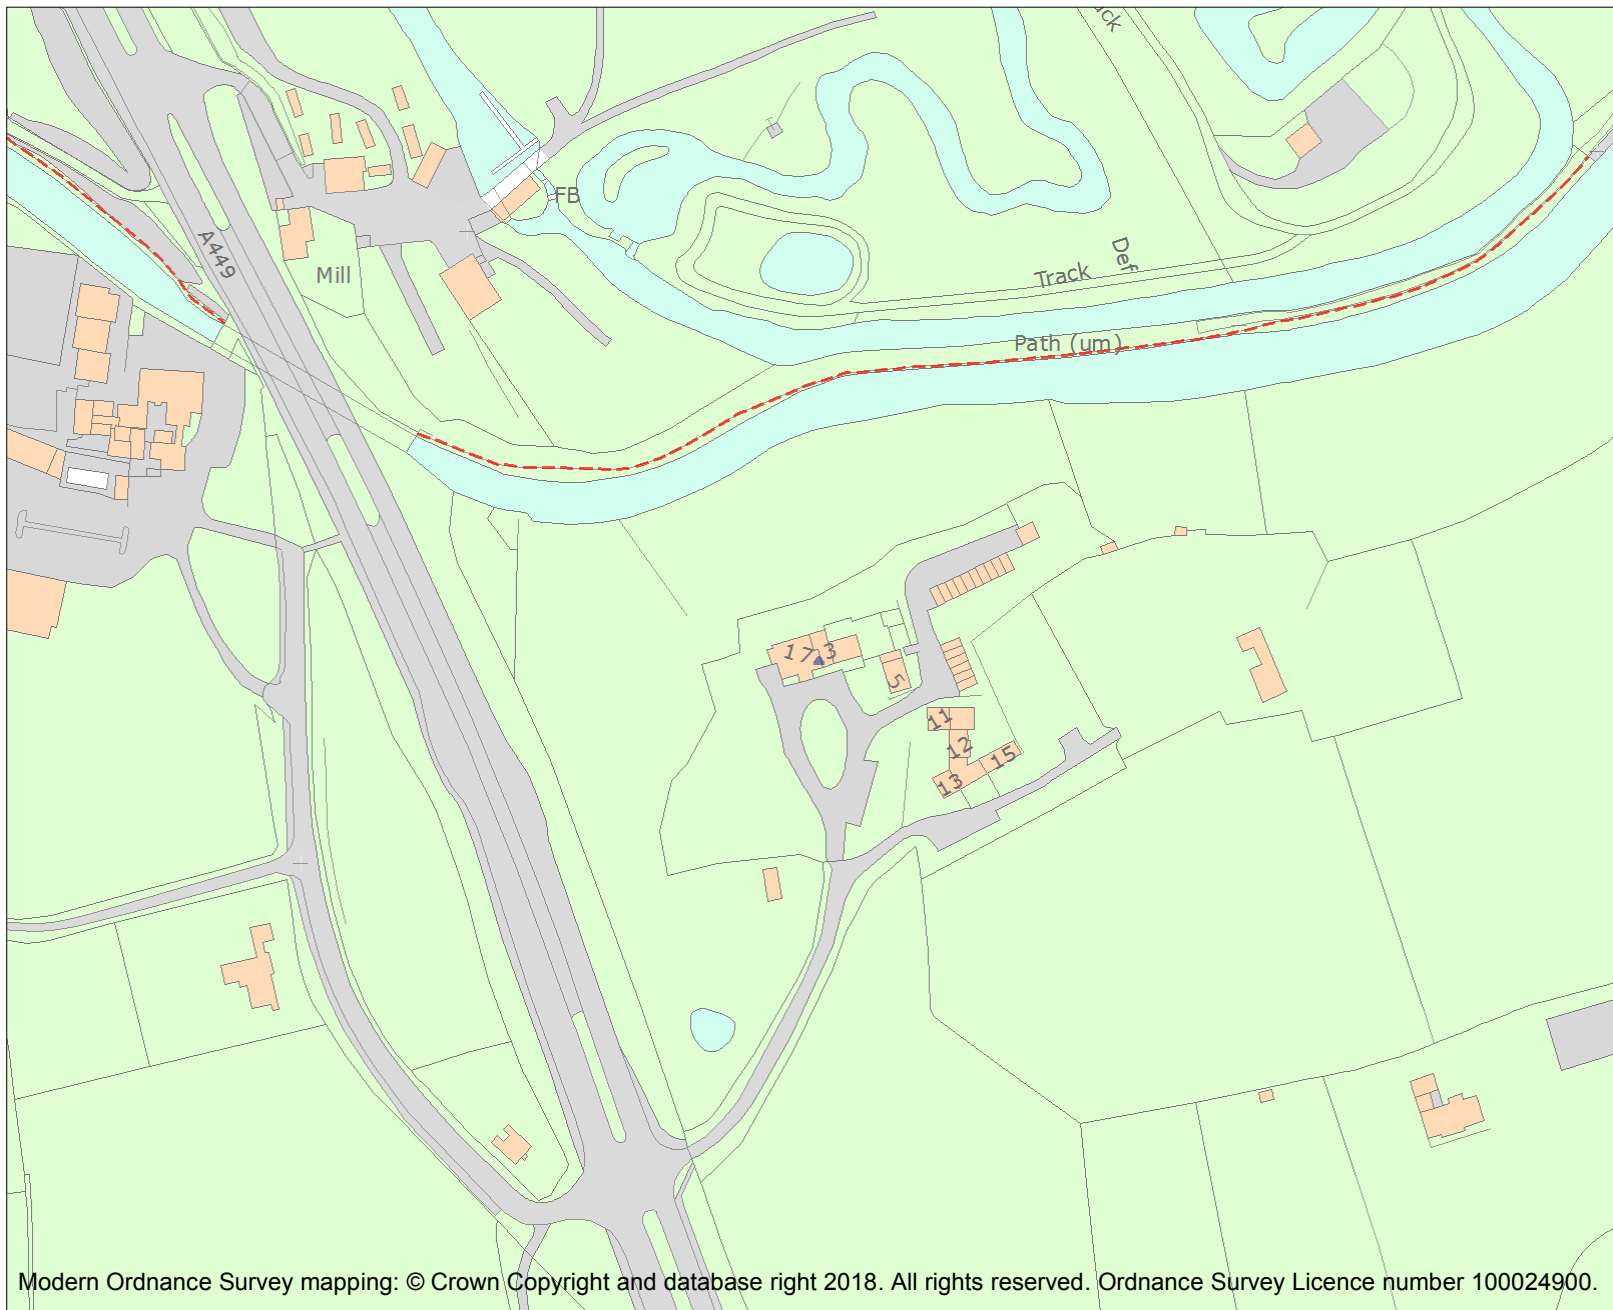 ck
FB
A449
Mill
Def
Track
Path (um)
17
3
5
11
12
15
13
Modern Ordnance Survey mapping: © Crown Copyright and database right 2018. All rights reserved. Ordnance Survey Licence number 100024900.